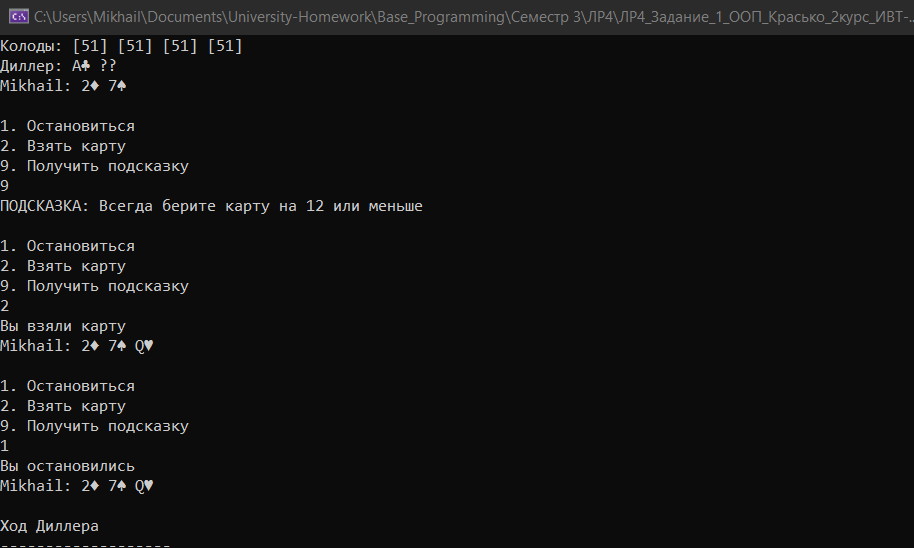 C:\Users\Mikhail\Documents\University-Homework\Base_Programming\Семестр 3\ЛР4\ЛР4_Задание_1_ООП_Красько_2курс_ИВТ-...
Колоды: [51] [51] [51] [51]
Диллер: A♣ ??
Mikhail: 2♦ 7♠
1. Остановиться
2. Взять карту
9. Получить подсказку
9
ПОДСКАЗКА: Всегда берите карту на 12 или меньше
1. Остановиться
2. Взять карту
9. Получить подсказку
2
Вы взяли карту
Mikhail: 2♦ 7♠ Q♥
1. Остановиться
2. Взять карту
9. Получить подсказку
1
Вы остановились
Mikhail: 2♦ 7♠ Q♥
Ход Диллера
-------------------